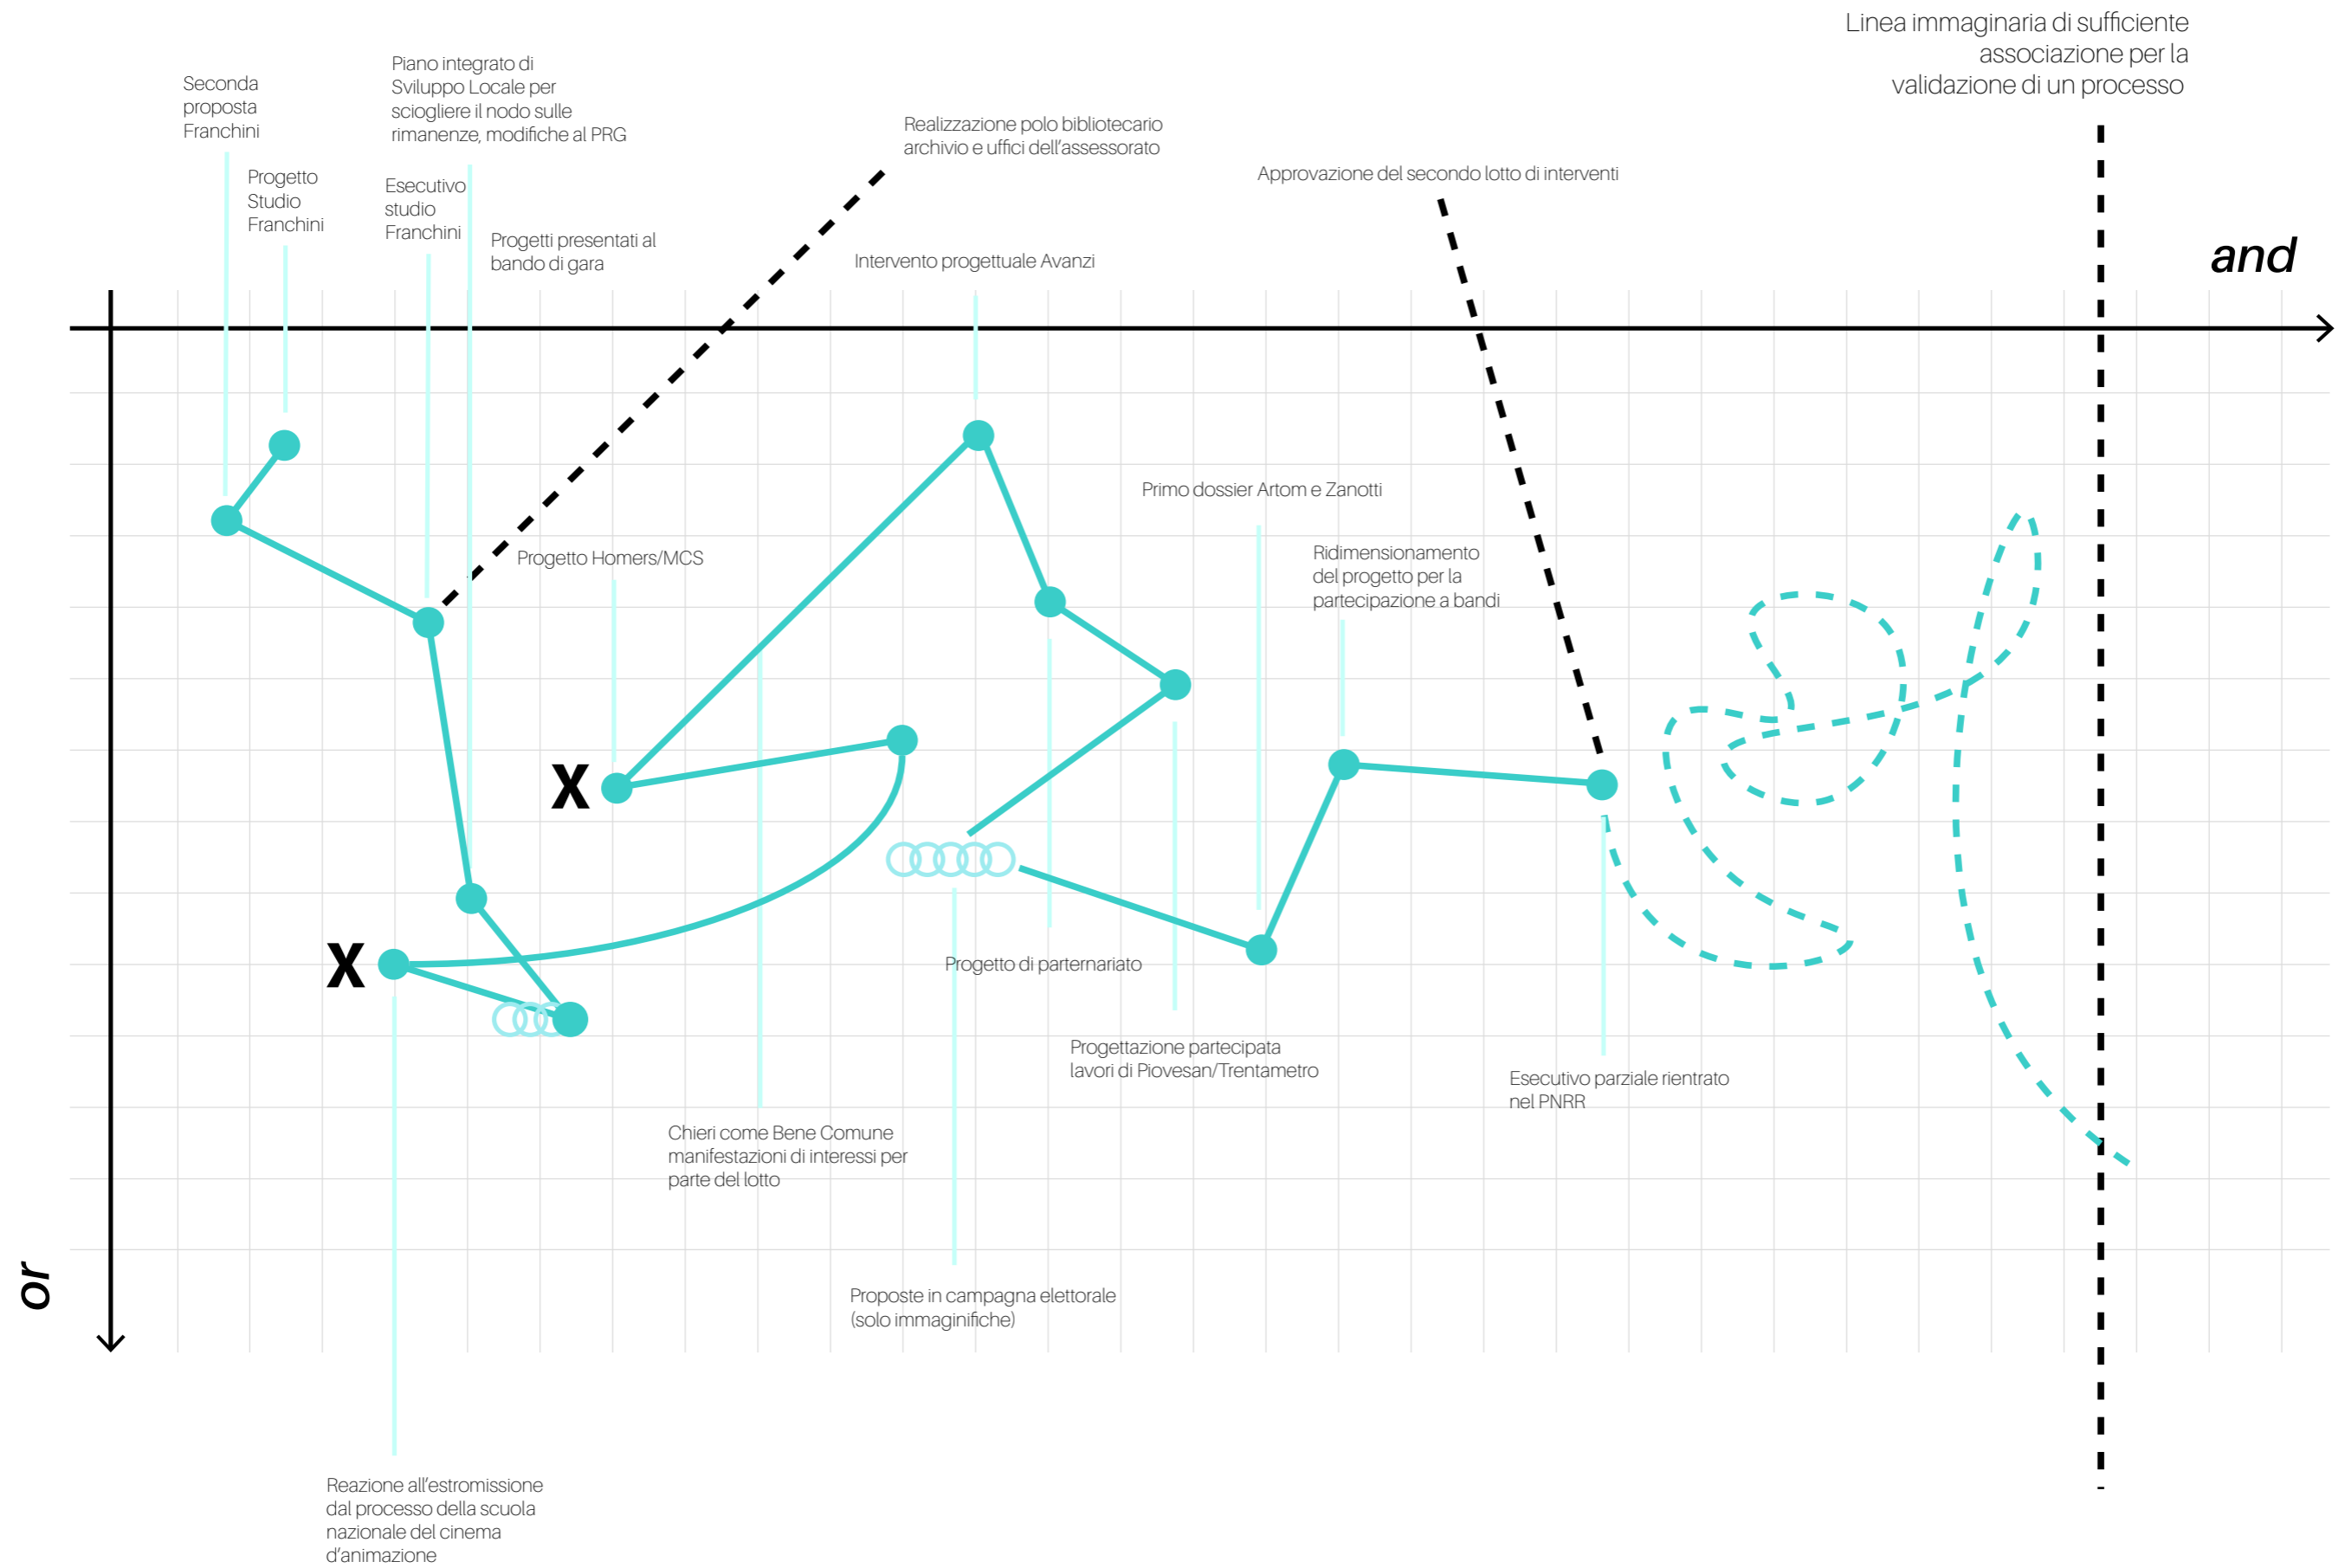 Linea immaginaria di sufficiente
associazione per la
validazione di un processo
Piano integrato di
Sviluppo Locale per
sciogliere il nodo sulle
rimanenze, modifiche al PRG
Seconda
proposta
Franchini
Realizzazione polo bibliotecario
archivio e uffici dell'assessorato
Approvazione del secondo lotto di interventi
Progetto
Studio
Franchini
Esecutivo
studio
Franchini
Progetti presentati al
bando di gara
Intervento progettuale Avanzi
and
Primo dossier Artom e Zanotti
Progetto Homers/MCS
Ridimensionamento
del progetto per la
partecipazione a bandi
X
X
Progetto di parternariato
Progettazione partecipata
lavori di Piovesan/Trentametro
Esecutivo parziale rientrato
nel PNRR
Chieri come Bene Comune
manifestazioni di interessi per
parte del lotto
or
Proposte in campagna elettorale
(solo immaginifiche)
Reazione all'estromissione
dal processo della scuola
nazionale del cinema
d'animazione